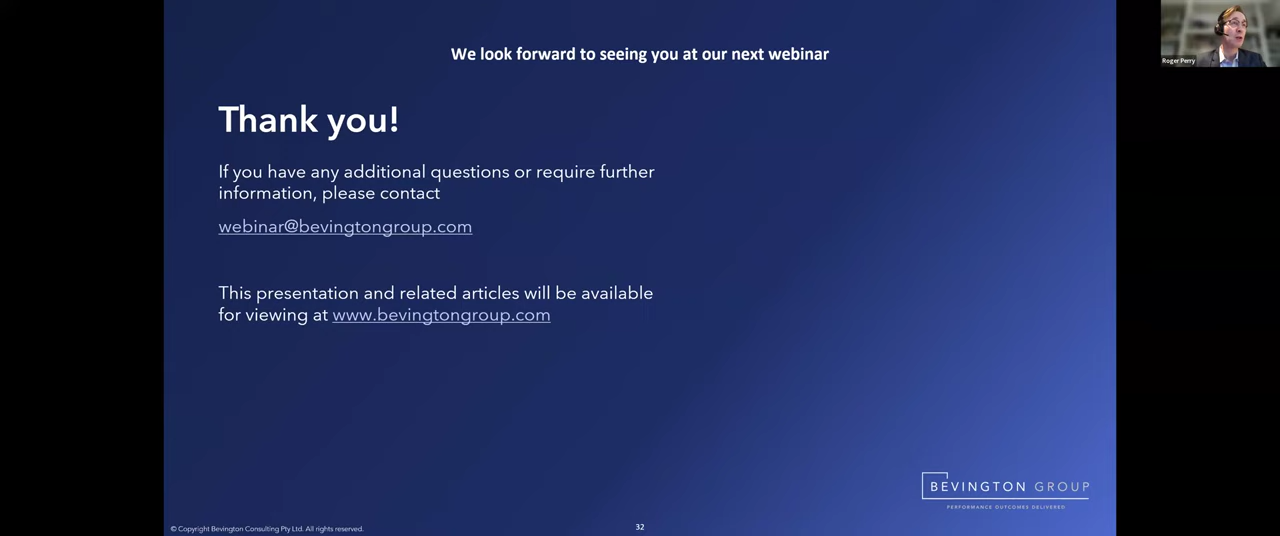 We look forward to seeing you at our next webinar
Roger Perry
Thank you!
If you have any additional questions or require further
information, please contact
webinar@bevingtongroup.com
This presentation and related articles will be available
for viewing at www.bevingtongroup.com
BEVINGTON GROUP
PERFORMANCE OUTCOMES DELIVERED
© Copyright Bevington Consulting Pty Ltd. All rights reserved.
32